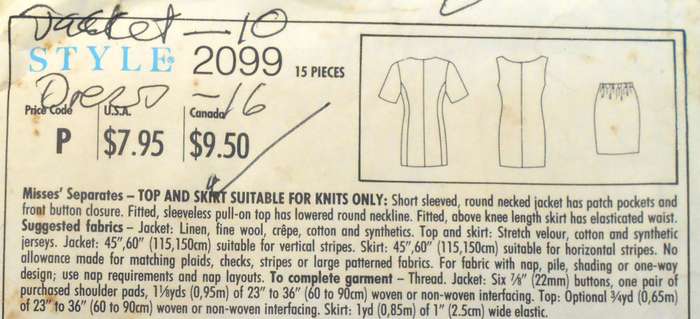 Jacket - 10
STYLE 2099 15 PIECES
Dress - 16
Price Code U.S.A. Canada
P $7.95 $9.50
Misses' Separates – TOP AND SKIRT SUITABLE FOR KNITS ONLY: Short sleeved, round necked jacket has patch pockets and
front button closure. Fitted, sleeveless pull-on top has lowered round neckline. Fitted, above knee length skirt has elasticated waist.
Suggested fabrics – Jacket: Linen, fine wool, crêpe, cotton and synthetics. Top and skirt: Stretch velour, cotton and synthetic
jerseys. Jacket: 45",60" (115,150cm) suitable for vertical stripes. Skirt: 45",60" (115,150cm) suitable for horizontal stripes. No
allowance made for matching plaids, checks, stripes or large patterned fabrics. For fabric with nap, pile, shading or one-way
design; use nap requirements and nap layouts. To complete garment – Thread. Jacket: Six ⅞" (22mm) buttons, one pair of
purchased shoulder pads, 1⅛yds (0,95m) of 23" to 36" (60 to 90cm) woven or non-woven interfacing. Top: Optional ¾yd (0,65m)
of 23" to 36" (60 to 90cm) woven or non-woven interfacing. Skirt: 1yd (0,85m) of 1" (2.5cm) wide elastic.